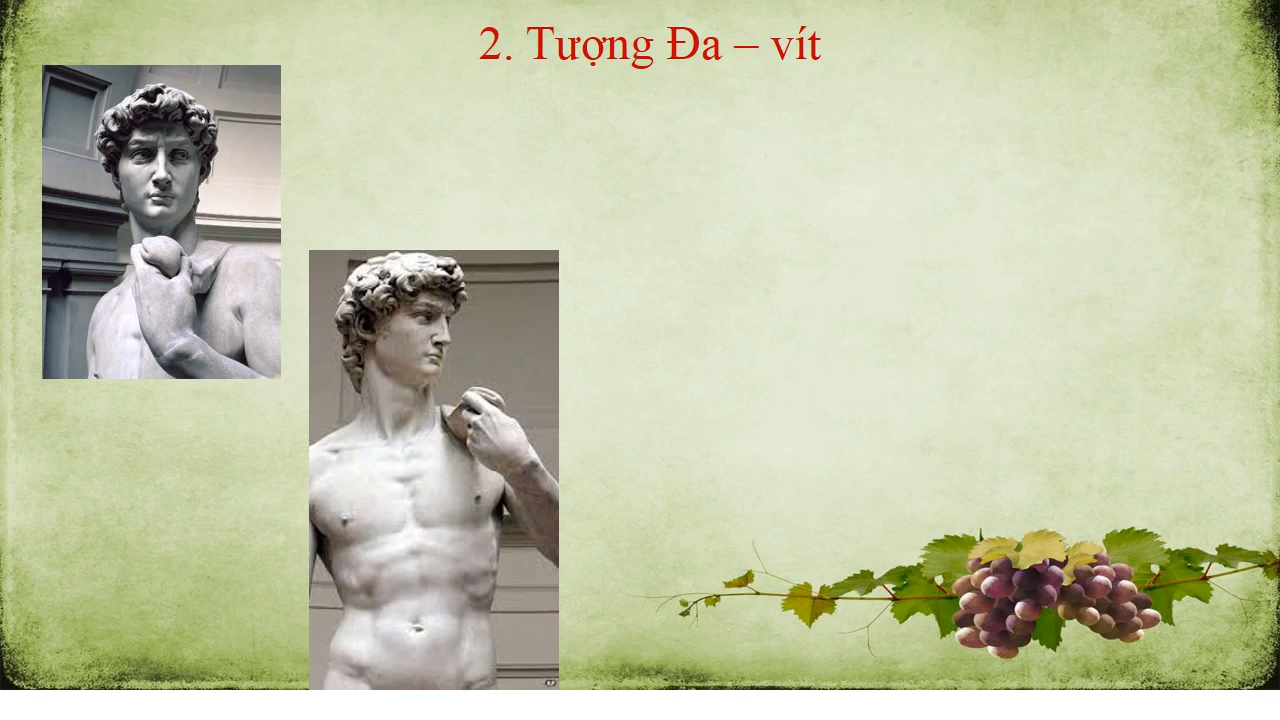 2. Tượng Đa – vít